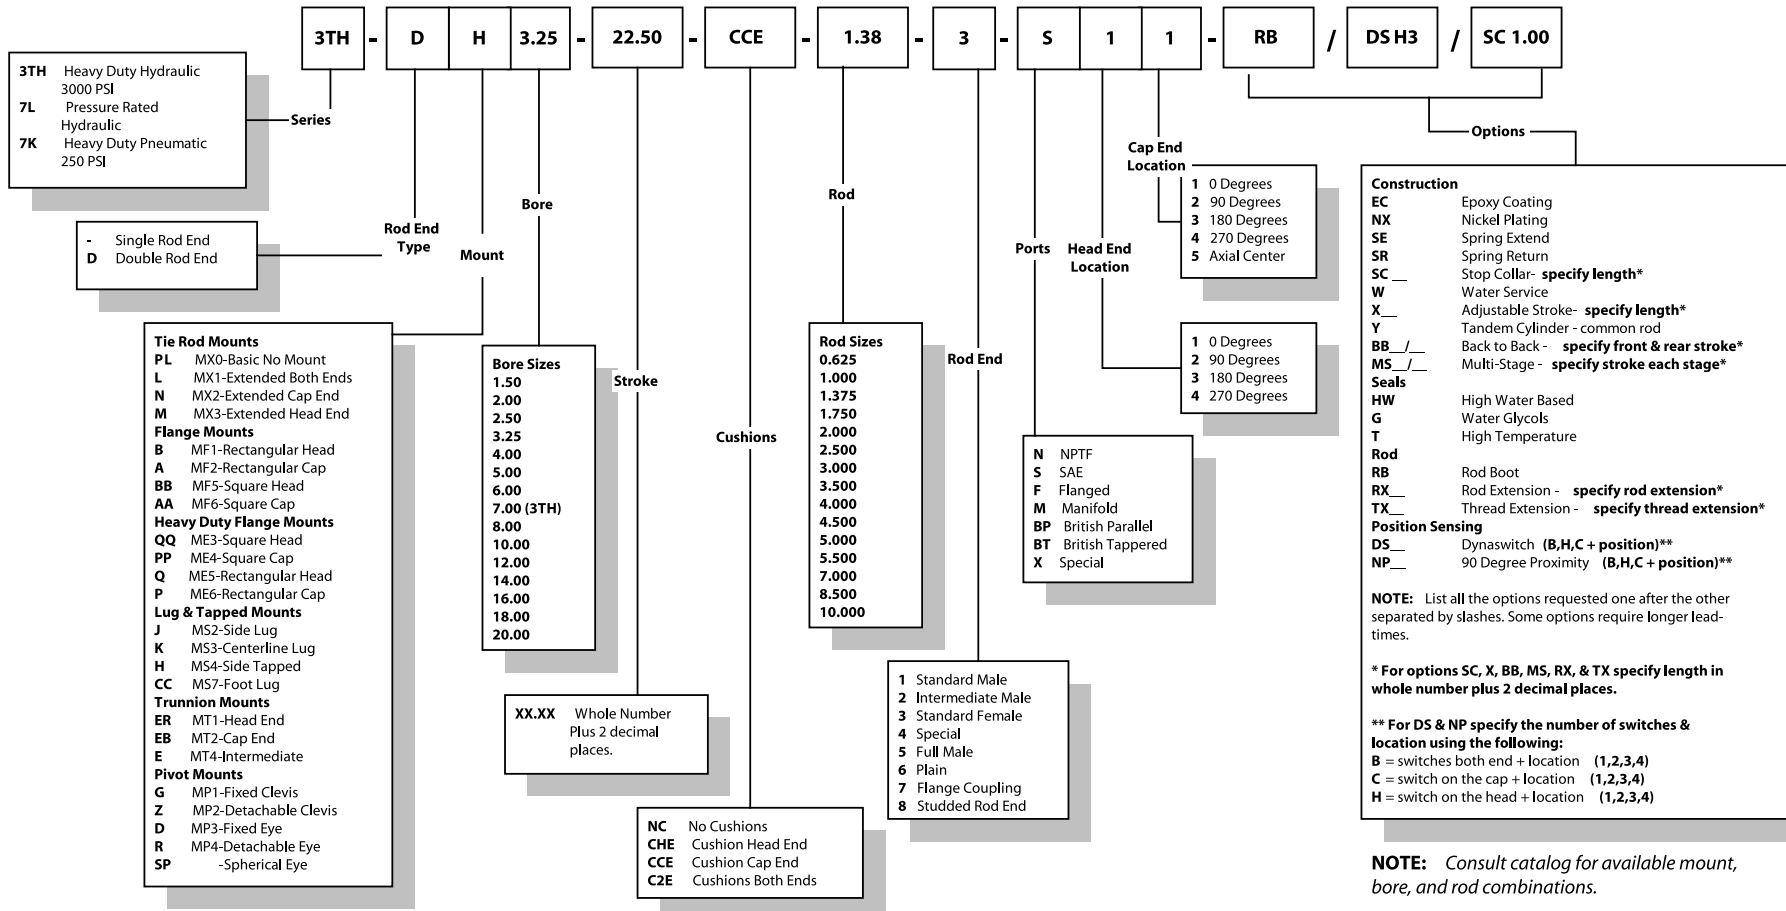 3TH - D H 3.25 - 22.50 - CCE - 1.38 - 3 - S 1 1 - RB / DS H3 / SC 1.00
3TH Heavy Duty Hydraulic
3000 PSI
7L Pressure Rated
Hydraulic
7K Heavy Duty Pneumatic
250 PSI
Series
- Single Rod End
D Double Rod End
Rod End
Type
Mount
Tie Rod Mounts
PL MX0-Basic No Mount
L MX1-Extended Both Ends
N MX2-Extended Cap End
M MX3-Extended Head End
Flange Mounts
B MF1-Rectangular Head
A MF2-Rectangular Cap
BB MF5-Square Head
AA MF6-Square Cap
Heavy Duty Flange Mounts
QQ ME3-Square Head
PP ME4-Square Cap
Q ME5-Rectangular Head
P ME6-Rectangular Cap
Lug & Tapped Mounts
J MS2-Side Lug
K MS3-Centerline Lug
H MS4-Side Tapped
CC MS7-Foot Lug
Trunnion Mounts
ER MT1-Head End
EB MT2-Cap End
E MT4-Intermediate
Pivot Mounts
G MP1-Fixed Clevis
Z MP2-Detachable Clevis
D MP3-Fixed Eye
R MP4-Detachable Eye
SP -Spherical Eye
Bore
Bore Sizes
1.50
2.00
2.50
3.25
4.00
5.00
6.00
7.00 (3TH)
8.00
10.00
12.00
14.00
16.00
18.00
20.00
Stroke
XX.XX Whole Number
Plus 2 decimal
places.
Cushions
NC No Cushions
CHE Cushion Head End
CCE Cushion Cap End
C2E Cushions Both Ends
Rod
Rod Sizes
0.625
1.000
1.375
1.750
2.000
2.500
3.000
3.500
4.000
4.500
5.000
5.500
7.000
8.500
10.000
Rod End
1 Standard Male
2 Intermediate Male
3 Standard Female
4 Special
5 Full Male
6 Plain
7 Flange Coupling
8 Studded Rod End
Ports
N NPTF
S SAE
F Flanged
M Manifold
BP British Parallel
BT British Tappered
X Special
Head End
Location
1 0 Degrees
2 90 Degrees
3 180 Degrees
4 270 Degrees
Cap End
Location
1 0 Degrees
2 90 Degrees
3 180 Degrees
4 270 Degrees
5 Axial Center
Options
Construction
EC Epoxy Coating
NX Nickel Plating
SE Spring Extend
SR Spring Return
SC __ Stop Collar- specify length*
W Water Service
X__ Adjustable Stroke- specify length*
Y Tandem Cylinder - common rod
BB__/__ Back to Back - specify front & rear stroke*
MS__/__ Multi-Stage - specify stroke each stage*
Seals
HW High Water Based
G Water Glycols
T High Temperature
Rod
RB Rod Boot
RX__ Rod Extension - specify rod extension*
TX__ Thread Extension - specify thread extension*
Position Sensing
DS__ Dynaswitch (B,H,C + position)**
NP__ 90 Degree Proximity (B,H,C + position)**
NOTE: List all the options requested one after the other
separated by slashes. Some options require longer lead-
times.
* For options SC, X, BB, MS, RX, & TX specify length in
whole number plus 2 decimal places.
** For DS & NP specify the number of switches &
location using the following:
B = switches both end + location (1,2,3,4)
C = switch on the cap + location (1,2,3,4)
H = switch on the head + location (1,2,3,4)
NOTE: Consult catalog for available mount,
bore, and rod combinations.